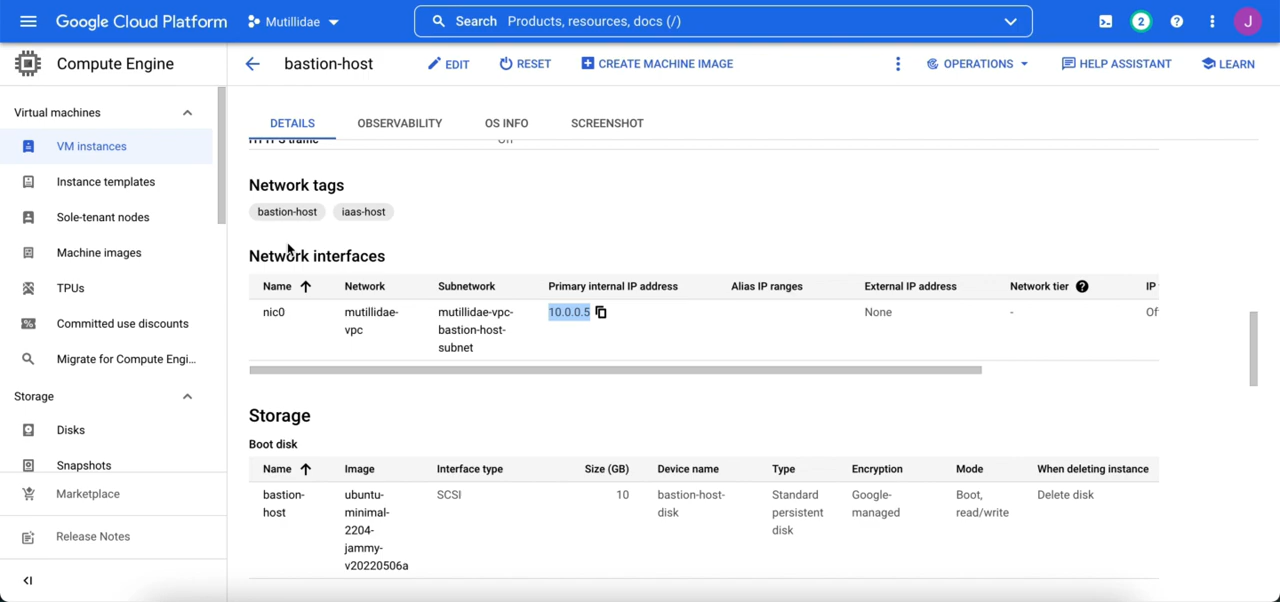 Google Cloud Platform Mutillidae Search Products, resources, docs (/) 2 J
Compute Engine bastion-host EDIT RESET CREATE MACHINE IMAGE OPERATIONS HELP ASSISTANT LEARN
Virtual machines
VM instances
Instance templates
Sole-tenant nodes
Machine images
TPUs
Committed use discounts
Migrate for Compute Engi...
Storage
Disks
Snapshots
Marketplace
Release Notes
DETAILS OBSERVABILITY OS INFO SCREENSHOT
HTTPS traffic Off
Network tags
bastion-host iaas-host
Network interfaces
Name Network Subnetwork Primary internal IP address Alias IP ranges External IP address Network tier IP
nic0 mutillidae- mutillidae-vpc- 10.0.0.5 None - Of
vpc bastion-host-
subnet
Storage
Boot disk
Name Image Interface type Size (GB) Device name Type Encryption Mode When deleting instance
bastion- ubuntu- SCSI 10 bastion-host- Standard Google- Boot, Delete disk
host minimal- disk persistent managed read/write
2204- disk
jammy-
v20220506a